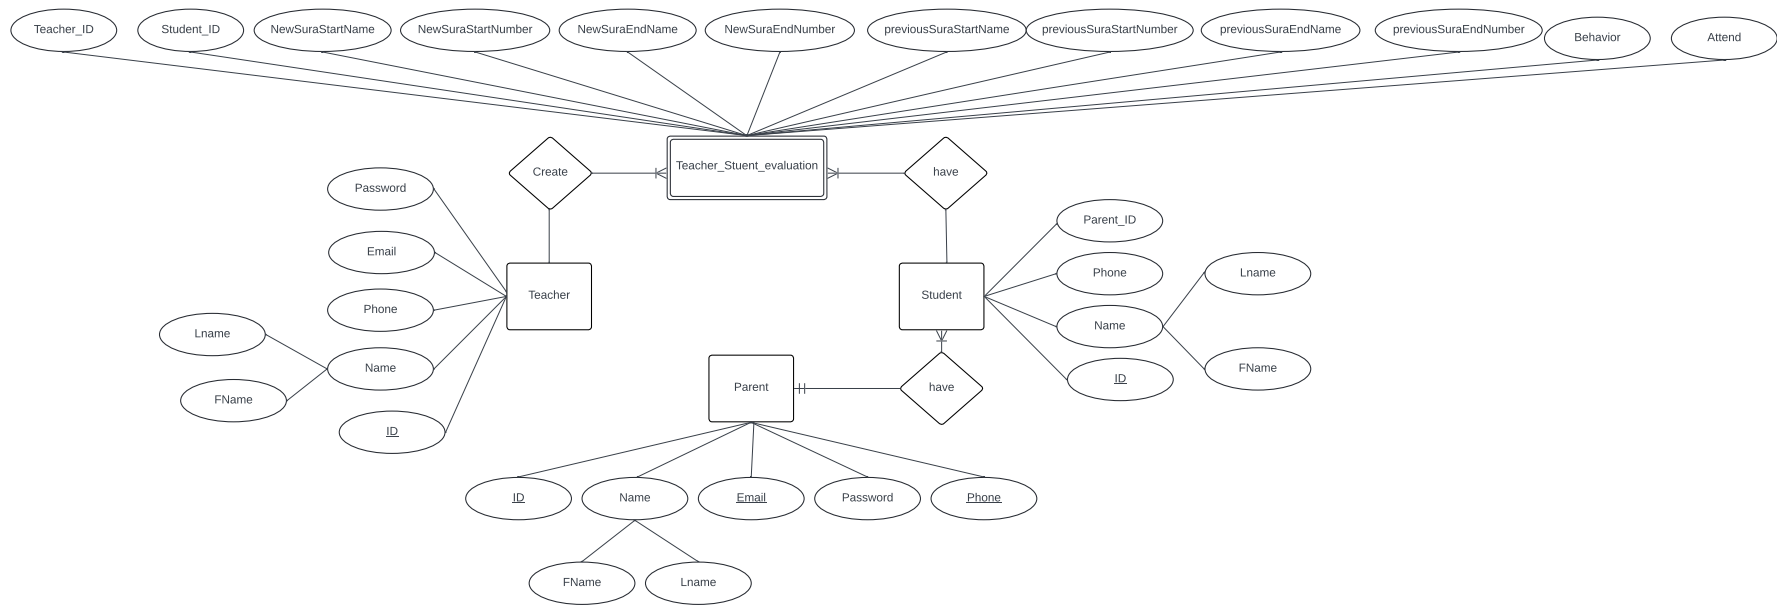 Teacher_ID
Student_ID
NewSuraStartName
NewSuraStartNumber
NewSuraEndName
NewSuraEndNumber
previousSuraStartName
previousSuraStartNumber
previousSuraEndName
previousSuraEndNumber
Behavior
Attend
Create
Teacher_Stuent_evaluation
have
Password
Email
Phone
Name
ID
Lname
FName
Teacher
Student
Parent_ID
Phone
Name
ID
Lname
FName
Parent
have
ID
Name
Email
Password
Phone
FName
Lname